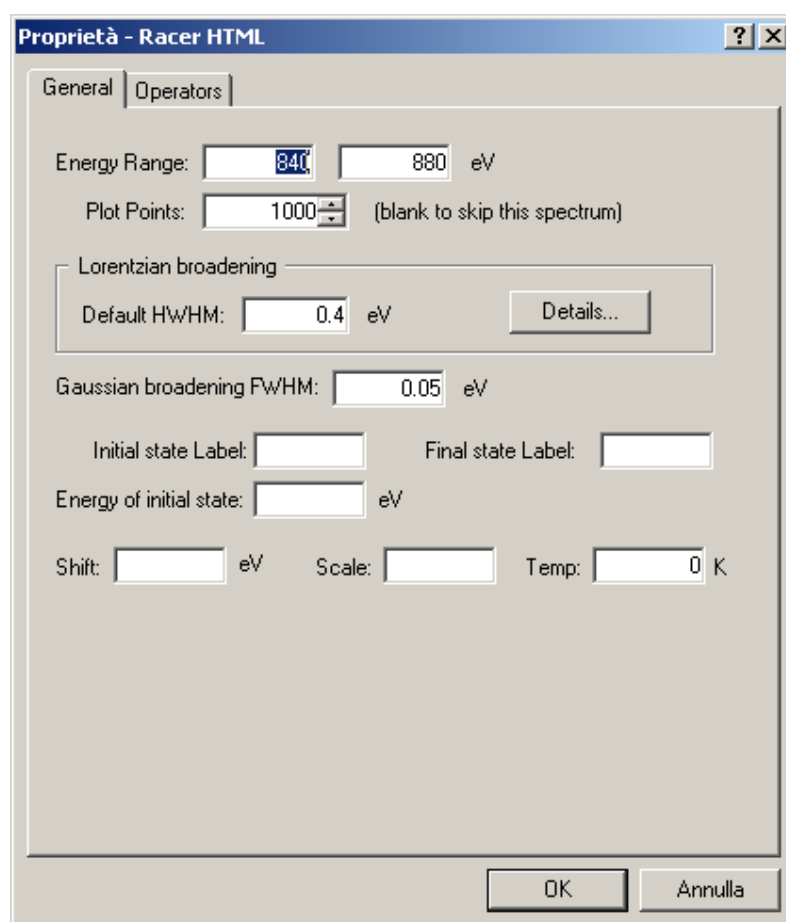 Proprietà - Racer HTML ? X
General Operators
Energy Range: 840 880 eV
Plot Points: 1000 (blank to skip this spectrum)
Lorentzian broadening
Default HWHM: 0.4 eV Details...
Gaussian broadening FWHM: 0.05 eV
Initial state Label: Final state Label:
Energy of initial state: eV
Shift: eV Scale: Temp: 0 K
OK Annulla